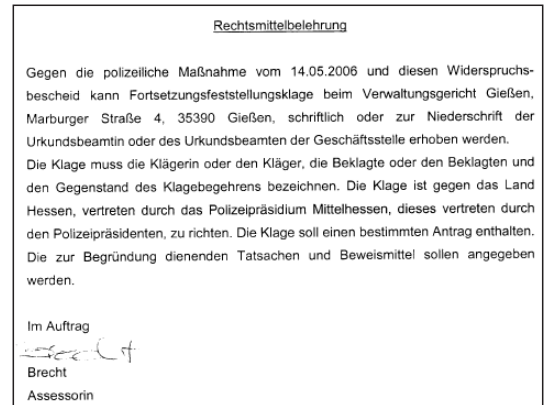 Rechtsmittelbelehrung
Gegen die polizeiliche Maßnahme vom 14.05.2006 und diesen Widerspruchs-
bescheid kann Fortsetzungsfeststellungsklage beim Verwaltungsgericht Gießen,
Marburger Straße 4, 35390 Gießen, schriftlich oder zur Niederschrift der
Urkundsbeamtin oder des Urkundsbeamten der Geschäftsstelle erhoben werden.
Die Klage muss die Klägerin oder den Kläger, die Beklagte oder den Beklagten und
den Gegenstand des Klagebegehrens bezeichnen. Die Klage ist gegen das Land
Hessen, vertreten durch das Polizeipräsidium Mittelhessen, dieses vertreten durch
den Polizeipräsidenten, zu richten. Die Klage soll einen bestimmten Antrag enthalten.
Die zur Begründung dienenden Tatsachen und Beweismittel sollen angegeben
werden.
Im Auftrag
Brecht
Assessorin